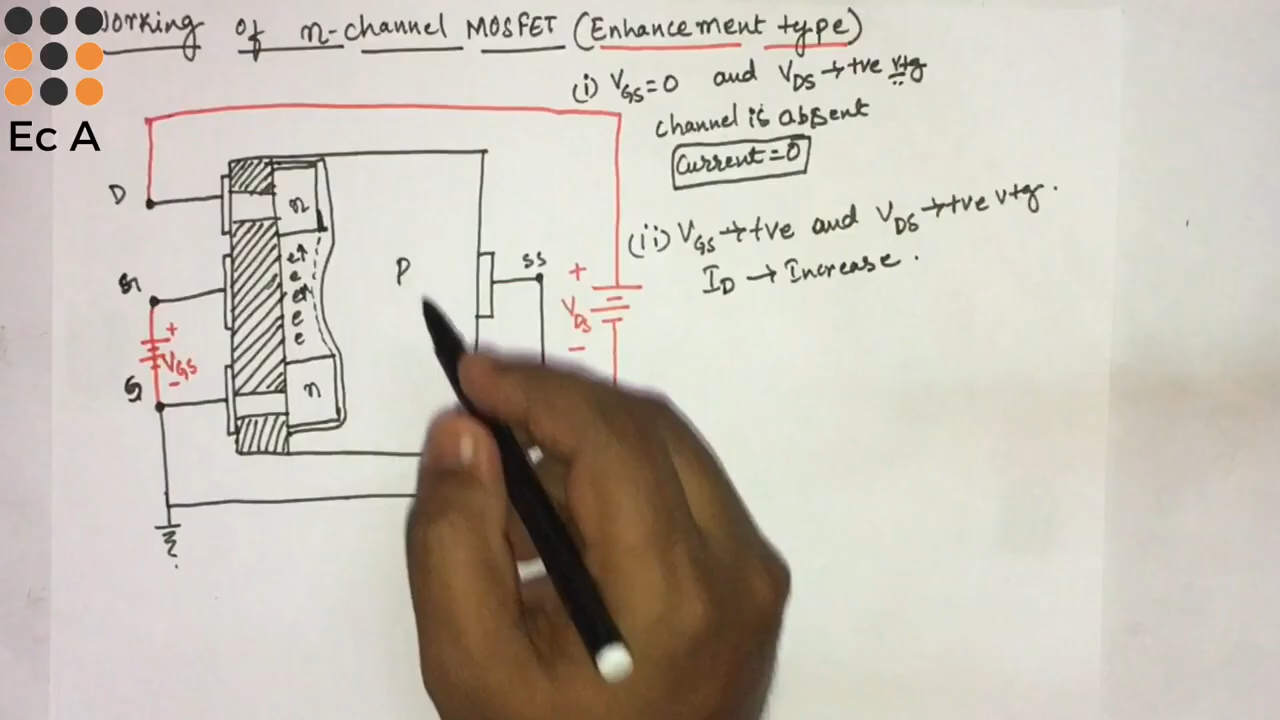 Working of n-channel MOSFET (Enhancement type)
(i) VGS=0 and VDS→+ve vtg
channel is absent
Current=0
(ii) VGS→+ve and VDS→+ve vtg.
ID→Increase.
Ec A
D
n
e
e
e
e
e
P
SS
+
VDS
-
+
VGS
-
n